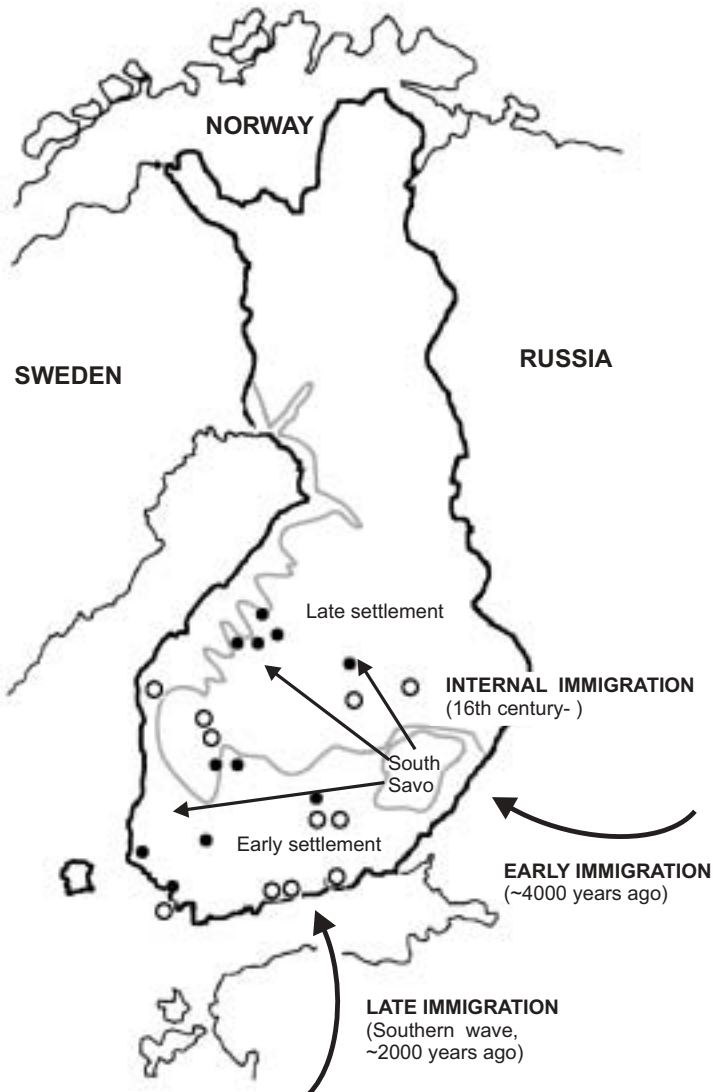 NORWAY
SWEDEN
RUSSIA
Late settlement
INTERNAL IMMIGRATION
(16th century- )
South
Savo
Early settlement
EARLY IMMIGRATION
(~4000 years ago)
LATE IMMIGRATION
(Southern wave,
~2000 years ago)